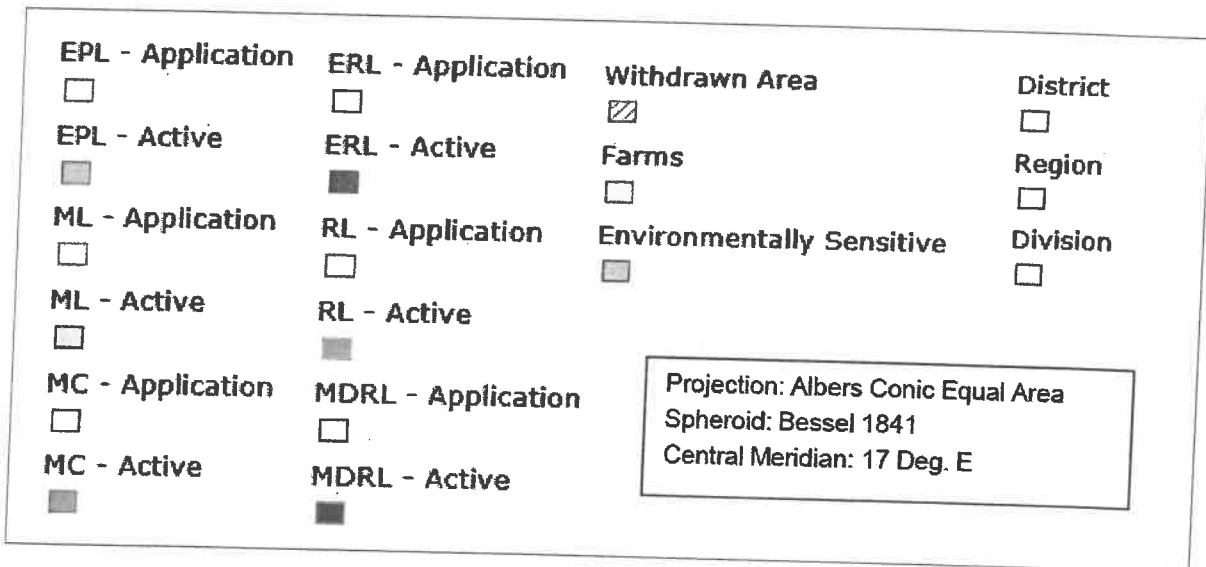 EPL - Application
EPL - Active
ML - Application
ML - Active
MC - Application
MC - Active
ERL - Application
ERL - Active
RL - Application
RL - Active
MDRL - Application
MDRL - Active
Withdrawn Area
Farms
Environmentally Sensitive
District
Region
Division
Projection: Albers Conic Equal Area
Spheroid: Bessel 1841
Central Meridian: 17 Deg. E